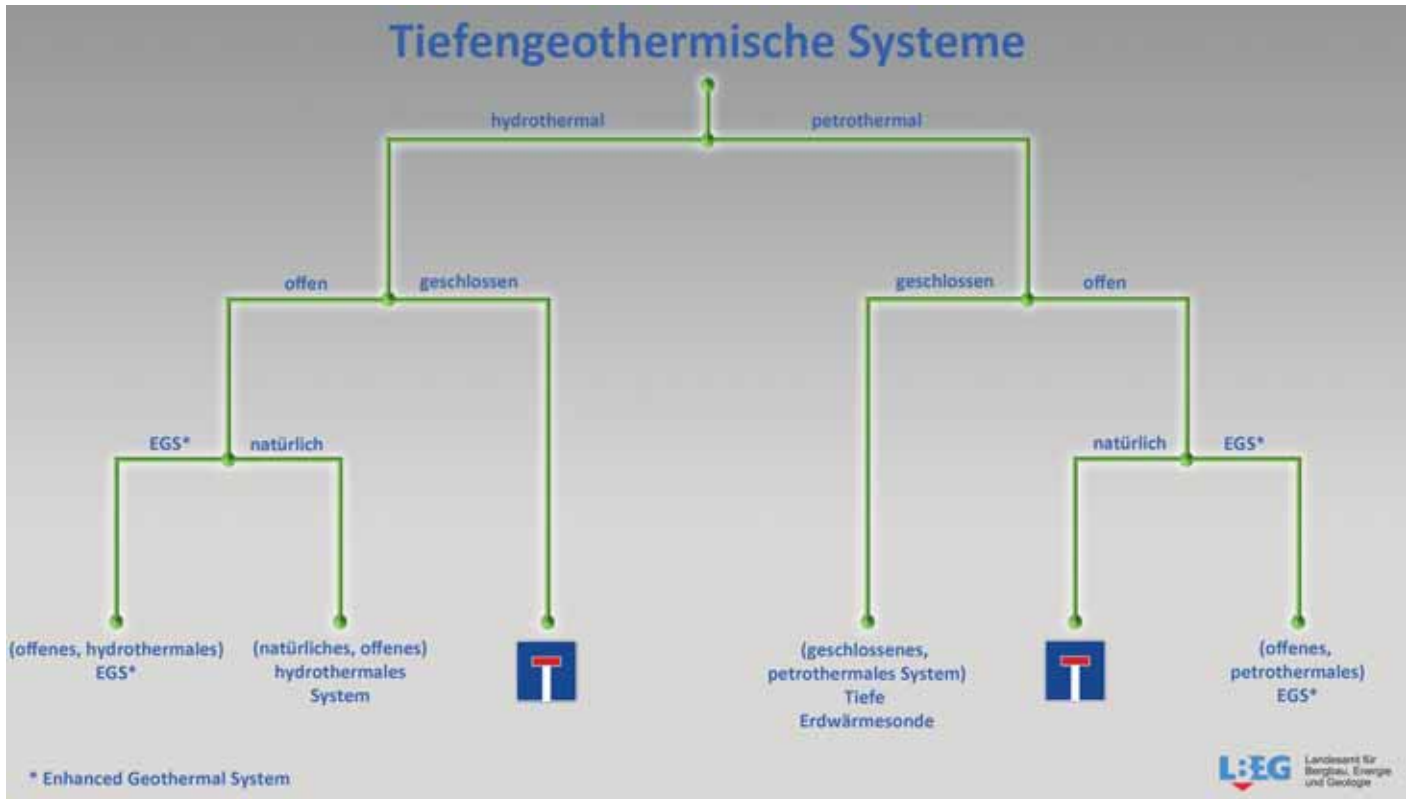 Tiefengeothermische Systeme
hydrothermal
petrothermal
offen
geschlossen
geschlossen
offen
EGS*
natürlich
natürlich
EGS*
(offenes, hydrothermales)
EGS*
(natürliches, offenes)
hydrothermales
System
(geschlossenes,
petrothermales System)
Tiefe
Erdwärmesonde
(offenes,
petrothermales)
EGS*
* Enhanced Geothermal System
LBEG
Landesamt für
Bergbau, Energie
und Geologie